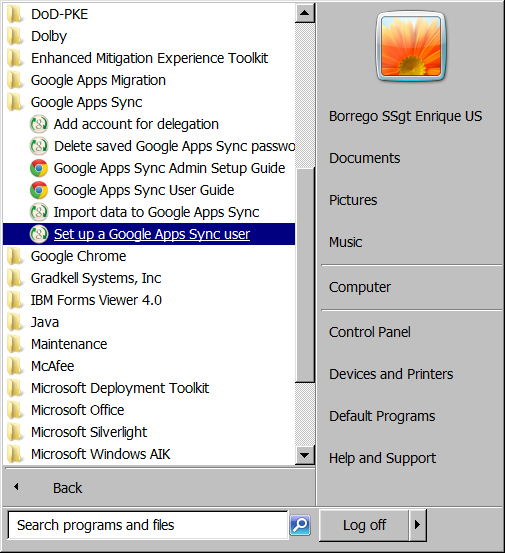 DoD-PKE
Dolby
Enhanced Mitigation Experience Toolkit
Google Apps Migration
Google Apps Sync
Add account for delegation
Delete saved Google Apps Sync passwo
Google Apps Sync Admin Setup Guide
Google Apps Sync User Guide
Import data to Google Apps Sync
Set up a Google Apps Sync user
Google Chrome
Gradkell Systems, Inc
IBM Forms Viewer 4.0
Java
Maintenance
McAfee
Microsoft Deployment Toolkit
Microsoft Office
Microsoft Silverlight
Microsoft Windows AIK
Back
Search programs and files
Borrego SSgt Enrique US
Documents
Pictures
Music
Computer
Control Panel
Devices and Printers
Default Programs
Help and Support
Log off